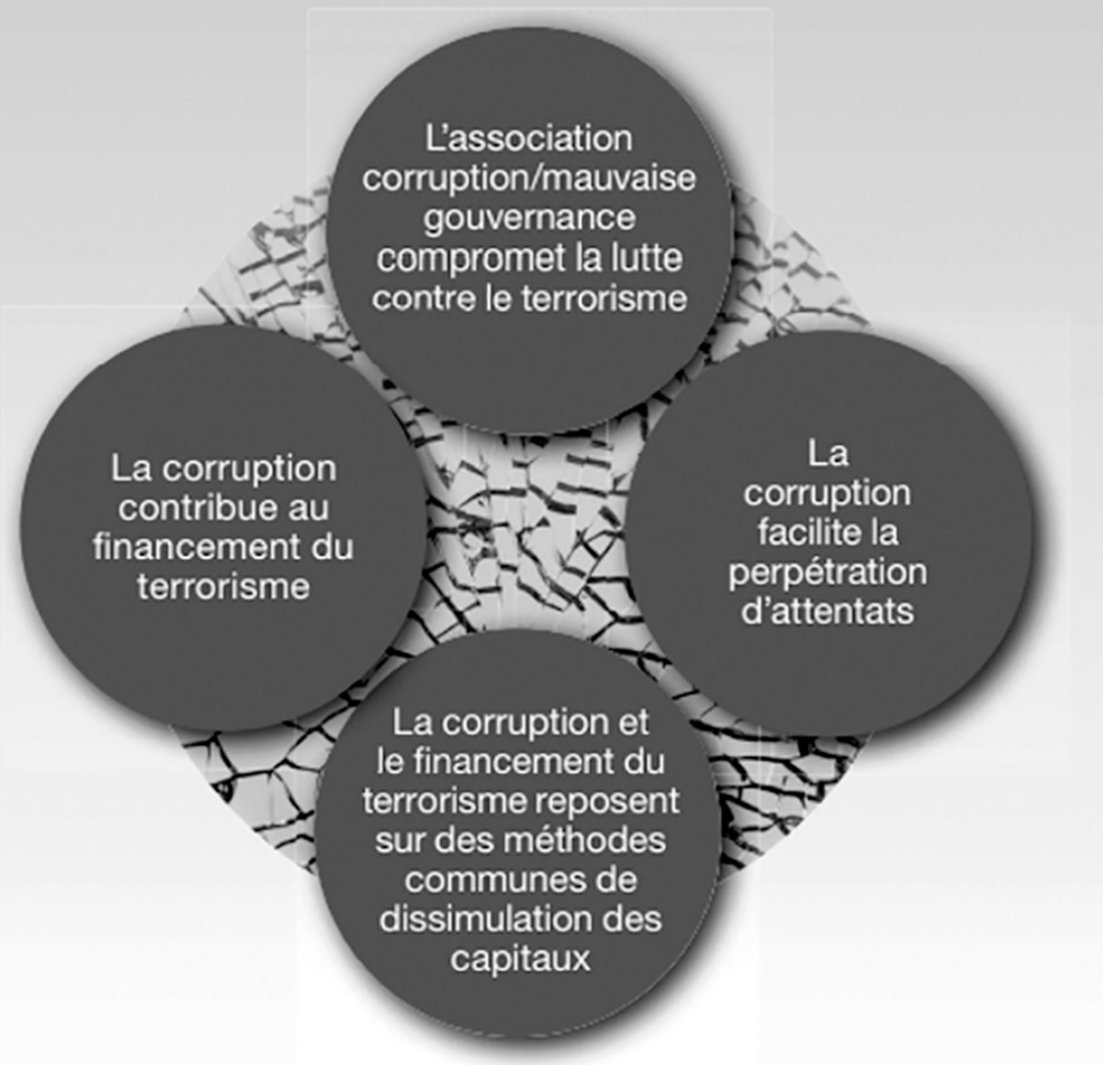 L'association
corruption/mauvaise
gouvernance
compromet la lutte
contre le terrorisme
La corruption
contribue au
financement du
terrorisme
La
corruption
facilite la
perpétration
d'attentats
La corruption et
le financement du
terrorisme reposent
sur des méthodes
communes de
dissimulation des
capitaux